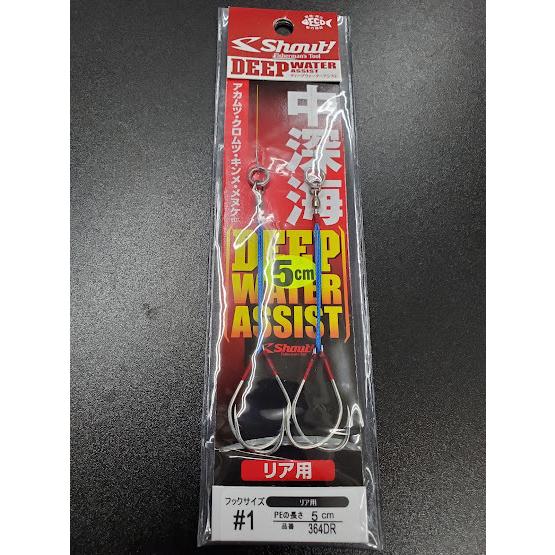 Shout!
Fisherman's Tool
DEEP WATER
ASSIST
ディープウォーターアシスト
中深海
アカムツ・クロムツ・キンメ・メヌケ
DEEP
5cm
WATER
ASSIST
Shout!
Fisherman's Tool
リア用
フックサイズ
#1
リア用
PEの長さ 5 cm
品番 364DR